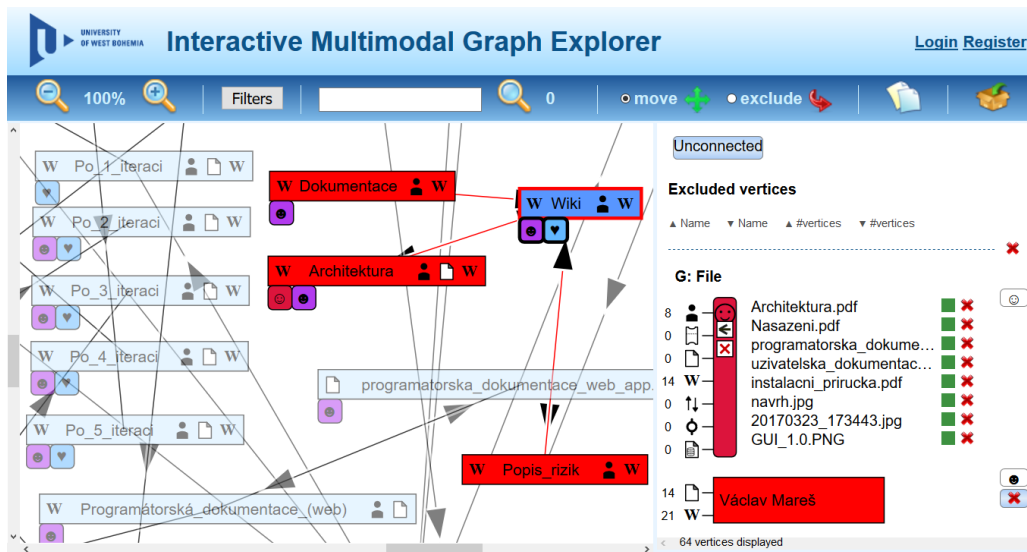 UNIVERSITY
OF WEST BOHEMIA
Interactive Multimodal Graph Explorer
Login Register
100%
Filters
0
move
exclude
W Po_1_iteraci W
W Po_2_iteraci W
W Po_3_iteraci W
W Po_4_iteraci W
W Po_5_iteraci W
W Programátorská_dokumentace_(web)
W Dokumentace W
W Wiki W
W Architektura W
programatorska_dokumentace_web_app.
W Popis_rizik W
Unconnected
Excluded vertices
▲ Name ▼ Name ▲ #vertices ▼ #vertices
G: File
8
0
0
14 W
0
0
0
Architektura.pdf
Nasazeni.pdf
programatorska_dokume...
uzivatelska_dokumentac...
instalacni_prirucka.pdf
navrh.jpg
20170323_173443.jpg
GUI_1.0.PNG
14
21 W
Václav Mareš
64 vertices displayed